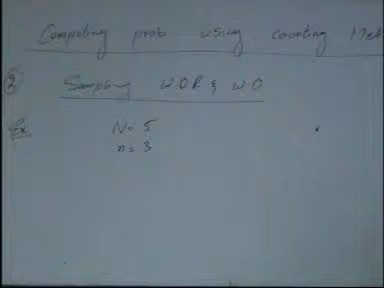 Computing prob using counting Met
2 Sampling W.O.R & W.O
Ex N = 5
n = 3